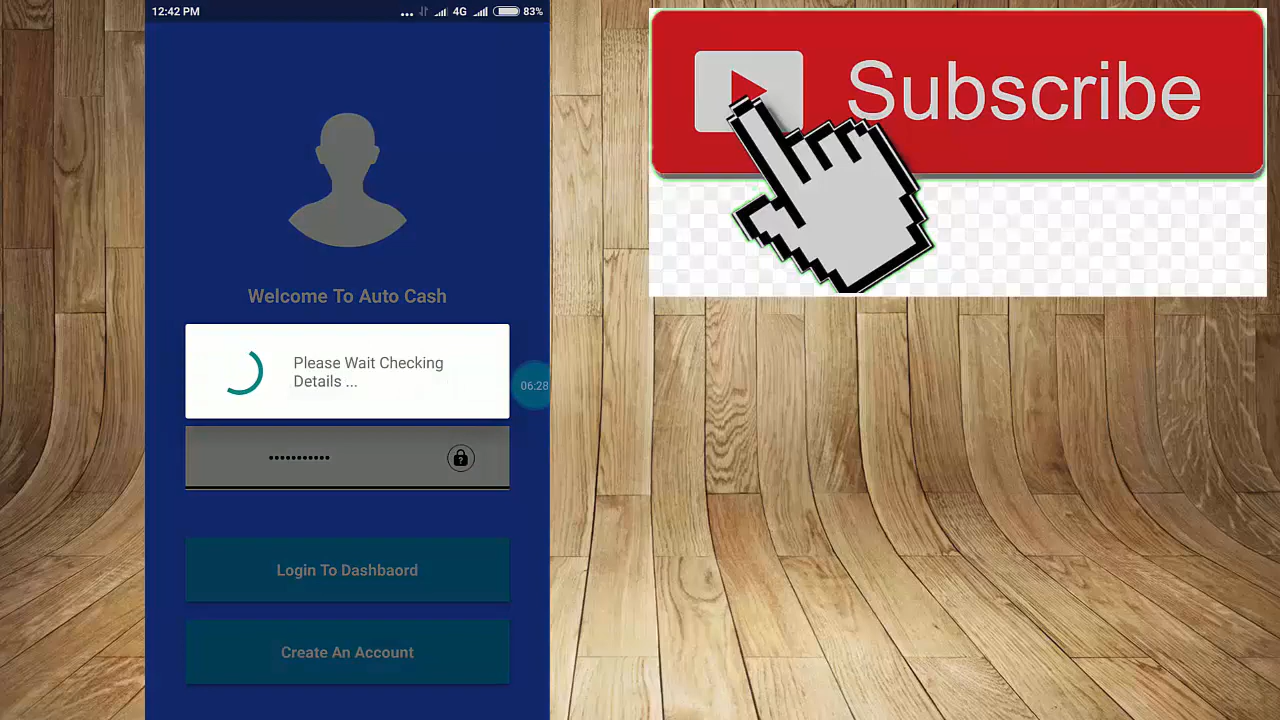 12:42 PM
4G
83%
Subscribe
Welcome To Auto Cash
Please Wait Checking
Details ...
06:28
Login To Dashbaord
Create An Account